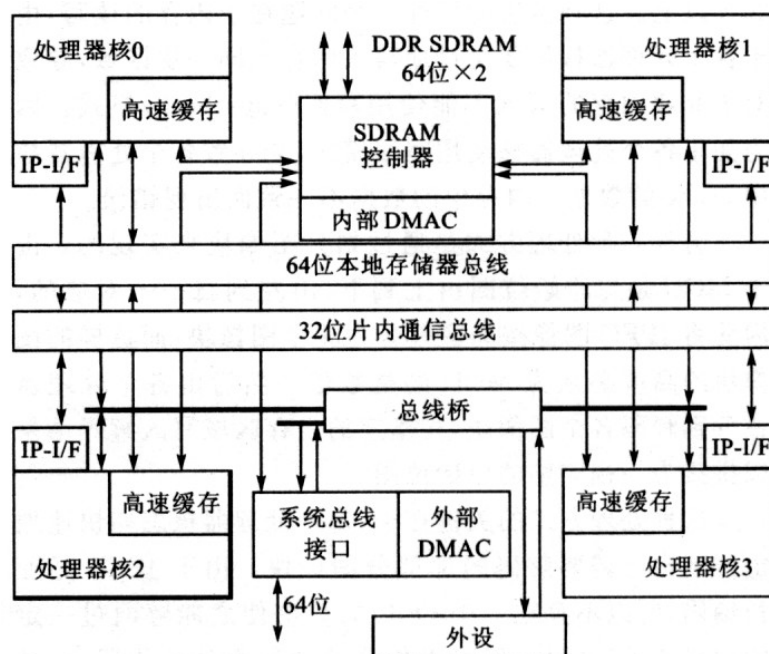 处理器核0
高速缓存
IP-I/F
DDR SDRAM
64位×2
SDRAM
控制器
内部 DMAC
处理器核1
高速缓存
IP-I/F
64位本地存储器总线
32位片内通信总线
总线桥
IP-I/F
高速缓存
处理器核2
系统总线
接口
外部
DMAC
64位
外设
IP-I/F
高速缓存
处理器核3